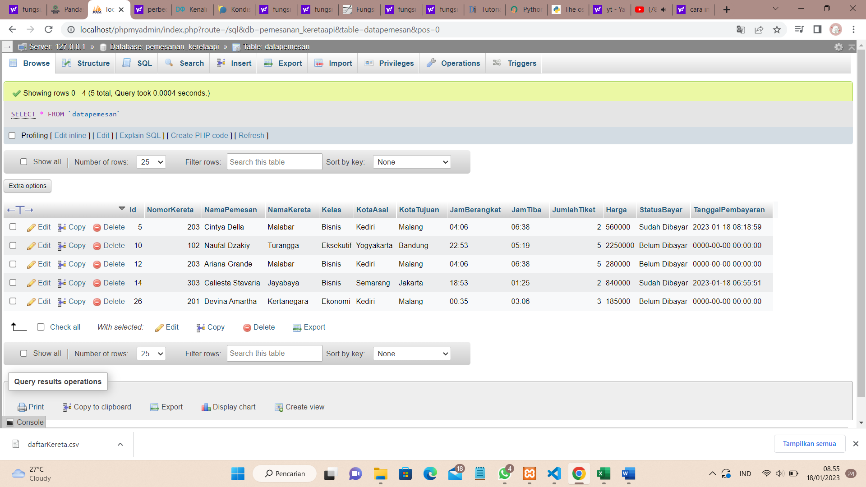 fungs
Panda
Too
perbe
Kenal
Kondi
fungs
fungs
Fungs
fungs
fungs
Tutori
Pytho
The o
yt - Ya
cara m
localhost/phpmyadmin/index.php?route=/sql&db=pemesanan_keretaapi&table=datapemesan&pos=0
Server: 127.0.0.1 » Database: pemesanan_keretaapi » Table: datapemesan
Browse Structure SQL Search Insert Export Import Privileges Operations Triggers
Showing rows 0 - 4 (5 total, Query took 0.0004 seconds.)
SELECT * FROM `datapemesan`
Profiling [ Edit inline ] [ Edit ] [ Explain SQL ] [ Create PHP code ] [ Refresh ]
Show all Number of rows: 25 Filter rows: Search this table Sort by key: None
Extra options
Id NomorKereta NamaPemesan NamaKereta Kelas KotaAsal KotaTujuan JamBerangkat JamTiba JumlahTiket Harga StatusBayar TanggalPembayaran
Edit Copy Delete 5 203 Cintya Della Malabar Bisnis Kediri Malang 04:06 06:38 2 560000 Sudah Dibayar 2023-01-18 08:18:59
Edit Copy Delete 10 102 Naufal Dzakiy Turangga Eksekutif Yogyakarta Bandung 22:53 05:19 5 2250000 Belum Dibayar 0000-00-00 00:00:00
Edit Copy Delete 12 203 Ariana Grande Malabar Bisnis Kediri Malang 04:06 06:38 5 280000 Belum Dibayar 0000-00-00 00:00:00
Edit Copy Delete 14 303 Callesta Stavaria Jayabaya Bisnis Semarang Jakarta 18:53 01:25 2 840000 Sudah Dibayar 2023-01-18 06:55:51
Edit Copy Delete 26 201 Devina Amartha Kertanegara Ekonomi Kediri Malang 00:35 03:06 3 185000 Belum Dibayar 0000-00-00 00:00:00
Check all With selected: Edit Copy Delete Export
Show all Number of rows: 25 Filter rows: Search this table Sort by key: None
Query results operations
Print Copy to clipboard Export Display chart Create view
Console
daftarKereta.csv
Tampilkan semua
27°C
Cloudy
Pencarian
IND
08.55
18/01/2023